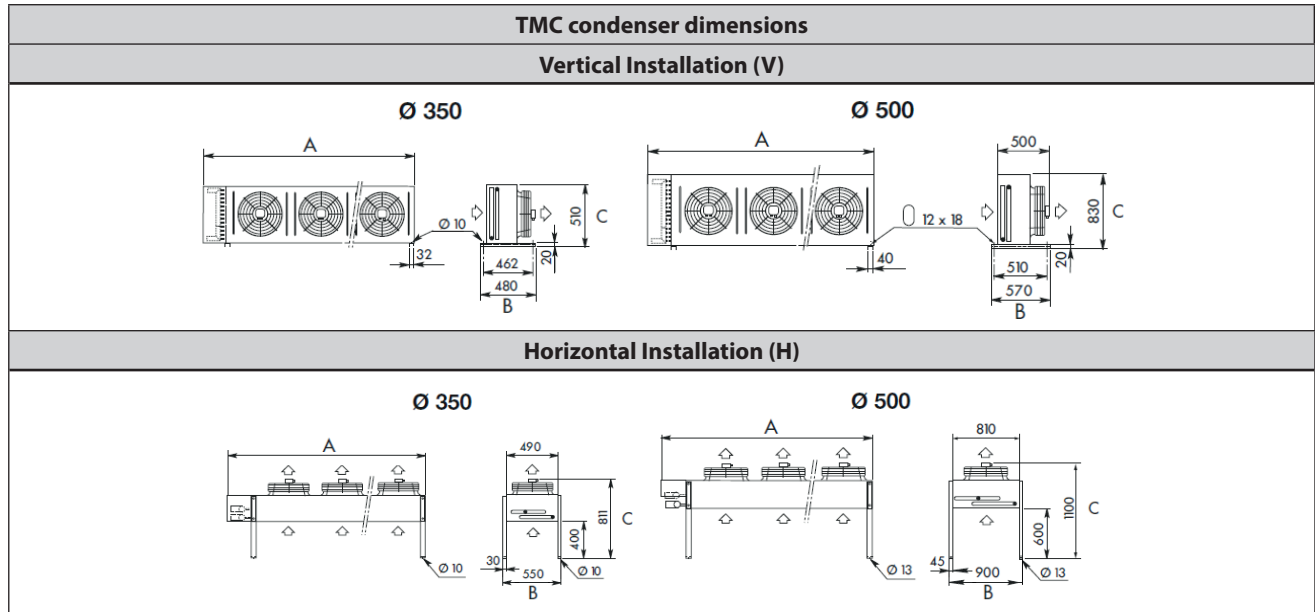 TMC condenser dimensions
Vertical Installation (V)
Ø 350
Ø 500
A
510
C
Ø 10
32
20
462
480
B
A
500
830
C
12 x 18
40
20
510
570
B
Horizontal Installation (H)
Ø 350
Ø 500
A
490
811
C
400
30
Ø 10
550
Ø 10
B
A
810
1100
C
600
45
Ø 13
900
Ø 13
B